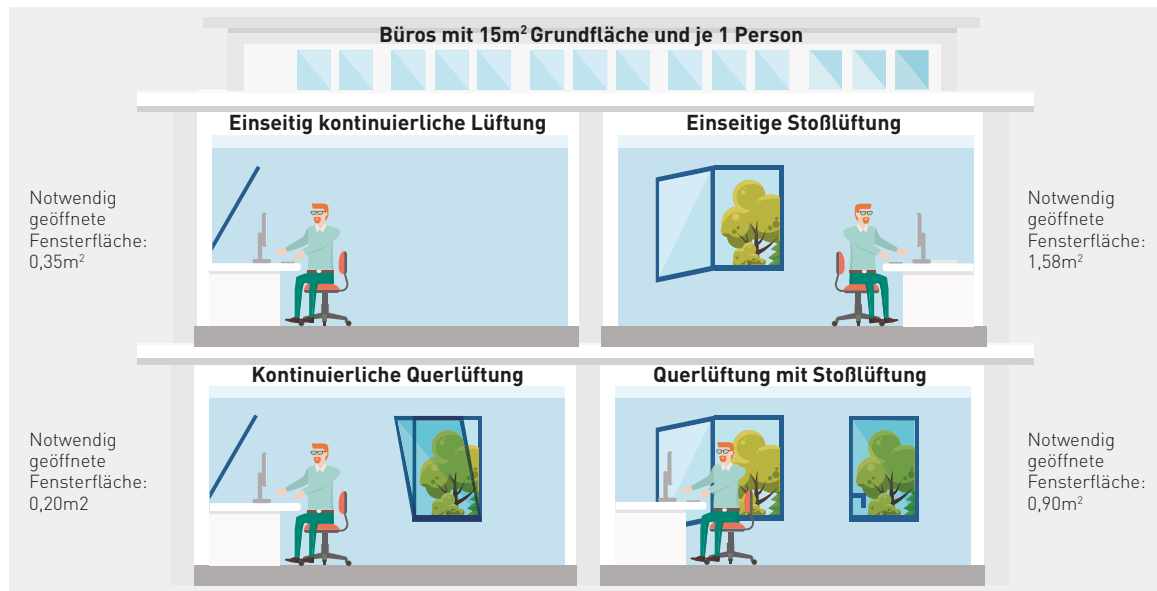 Büros mit 15m² Grundfläche und je 1 Person
Einseitig kontinuierliche Lüftung
Einseitige Stoßlüftung
Notwendig
geöffnete
Fensterfläche:
0,35m²
Notwendig
geöffnete
Fensterfläche:
1,58m²
Kontinuierliche Querlüftung
Querlüftung mit Stoßlüftung
Notwendig
geöffnete
Fensterfläche:
0,20m2
Notwendig
geöffnete
Fensterfläche:
0,90m²